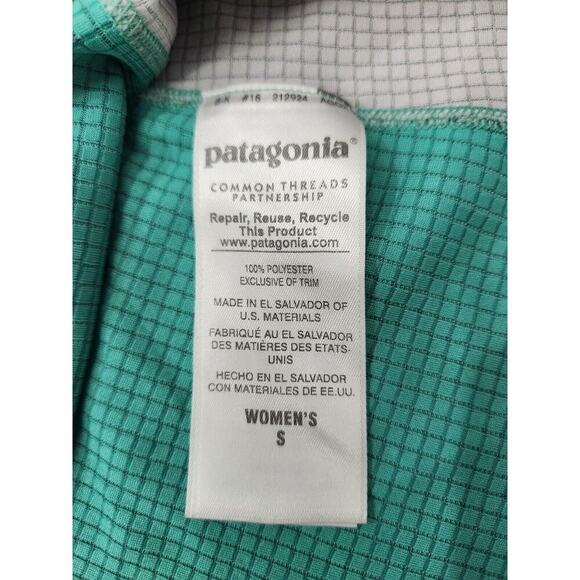 #16 212924
patagonia®
COMMON THREADS
PARTNERSHIP
Repair, Reuse, Recycle
This Product
www.patagonia.com
100% POLYESTER
EXCLUSIVE OF TRIM
MADE IN EL SALVADOR OF
U.S. MATERIALS
FABRIQUÉ AU EL SALVADOR
DES MATIÈRES DES ETATS-
UNIS
HECHO EN EL SALVADOR
CON MATERIALES DE EE.UU.
WOMEN'S
S